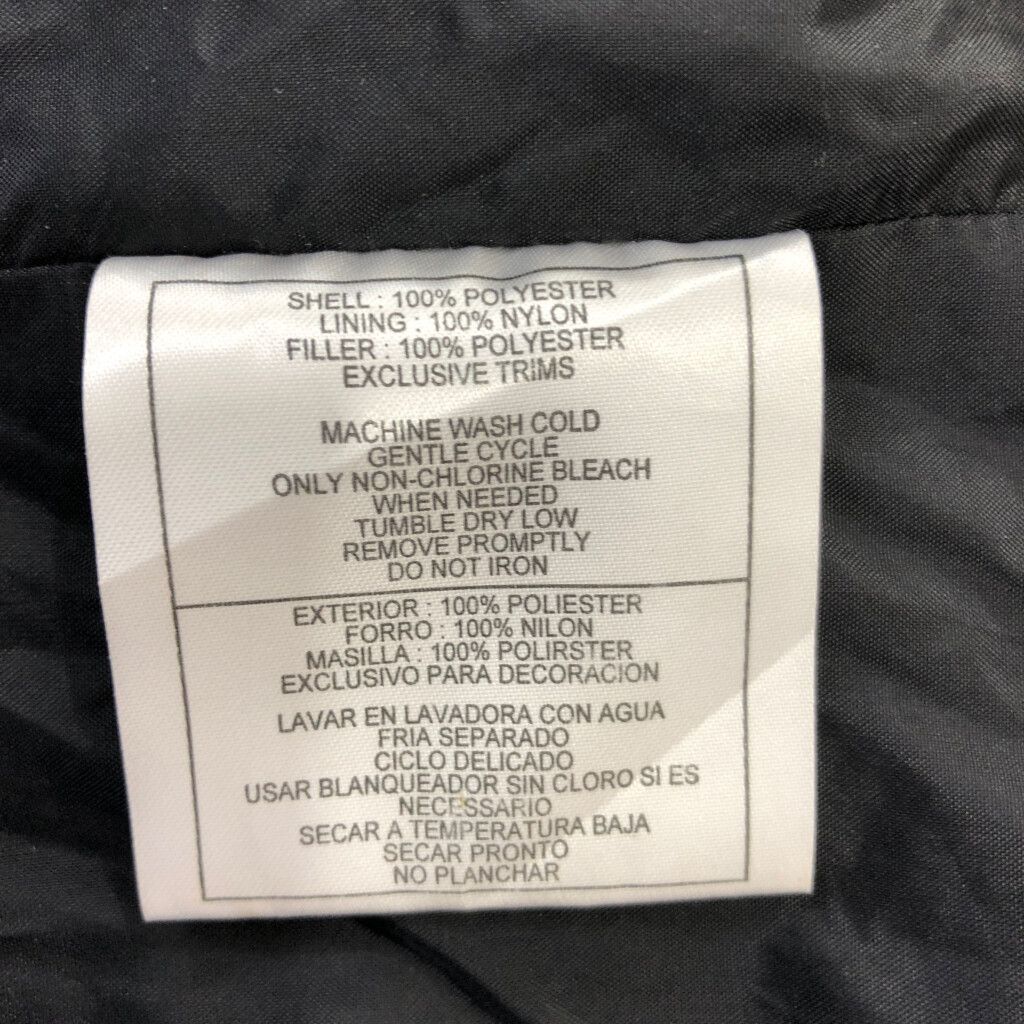 SHELL : 100% POLYESTER
LINING : 100% NYLON
FILLER : 100% POLYESTER
EXCLUSIVE TRIMS
MACHINE WASH COLD
GENTLE CYCLE
ONLY NON-CHLORINE BLEACH
WHEN NEEDED
TUMBLE DRY LOW
REMOVE PROMPTLY
DO NOT IRON
EXTERIOR : 100% POLIESTER
FORRO : 100% NILON
MASILLA : 100% POLIRSTER
EXCLUSIVO PARA DECORACION
LAVAR EN LAVADORA CON AGUA
FRIA SEPARADO
CICLO DELICADO
USAR BLANQUEADOR SIN CLORO SI ES
NECESSARIO
SECAR A TEMPERATURA BAJA
SECAR PRONTO
NO PLANCHAR